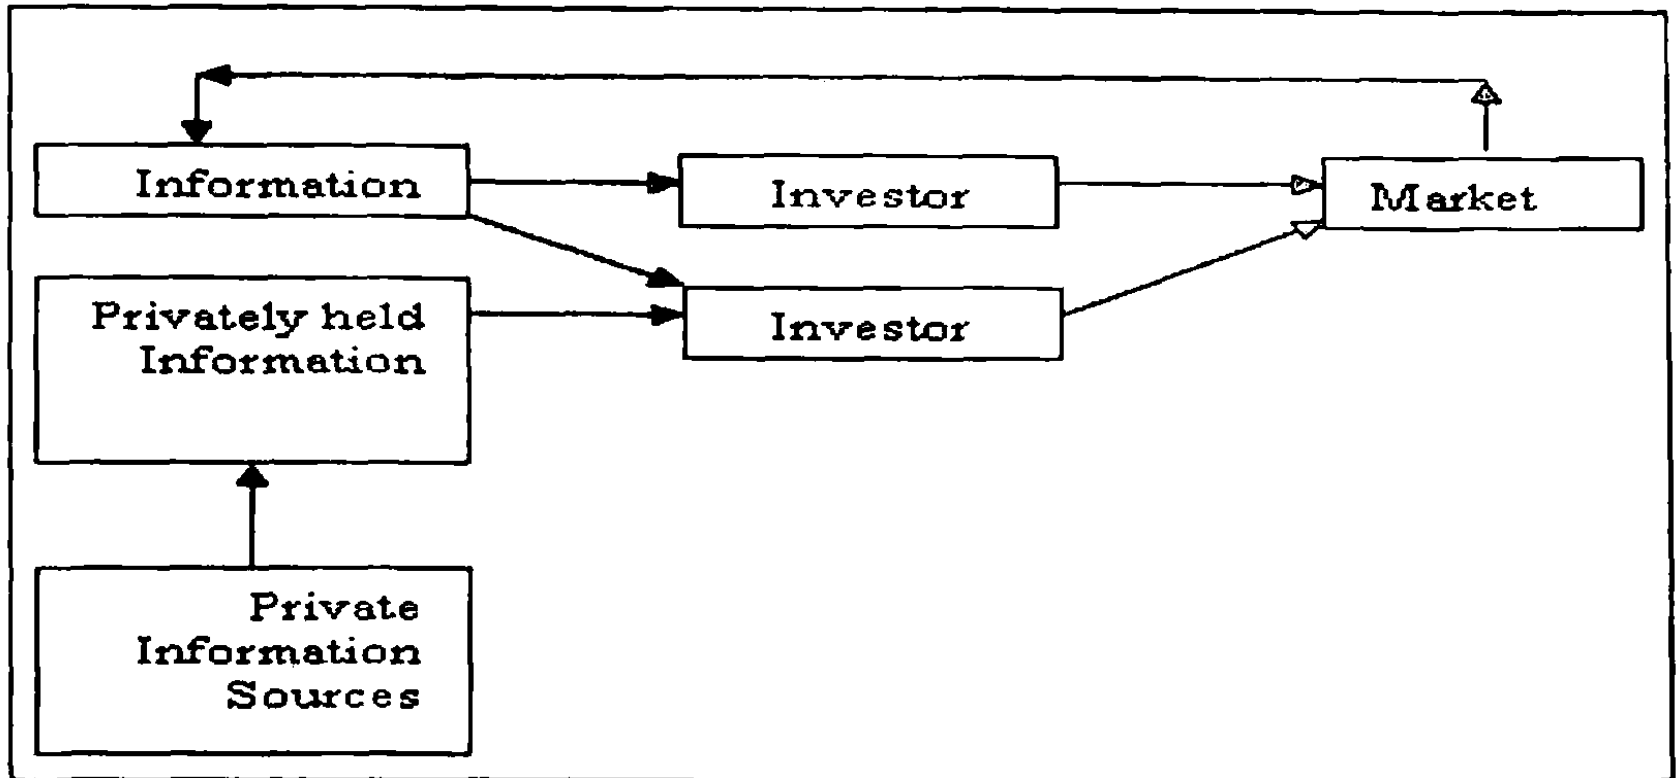 Information
Investor
Market
Privately held
Information
Investor
Private
Information
Sources